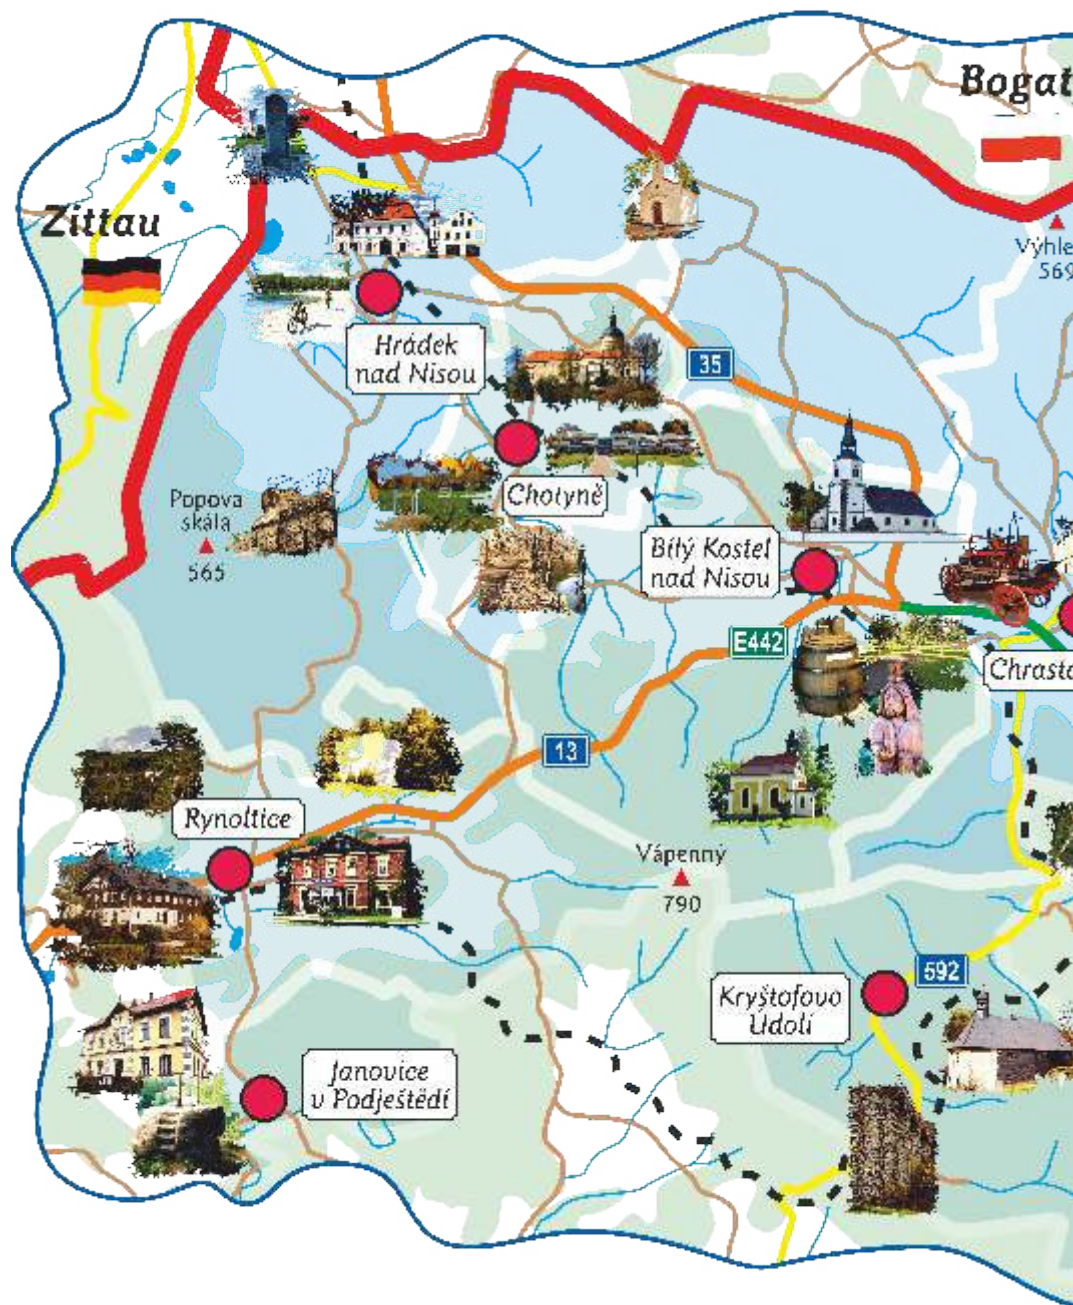 Bogat
Zittau
Výhle
569
Hrádek
nad Nisou
35
Popova
skála
565
Chotyně
Bílý Kostel
nad Nisou
E442
Chrasta
13
Rynoltice
Vápenný
790
592
Kryštofovo
Údolí
Janovice
v Podještědí